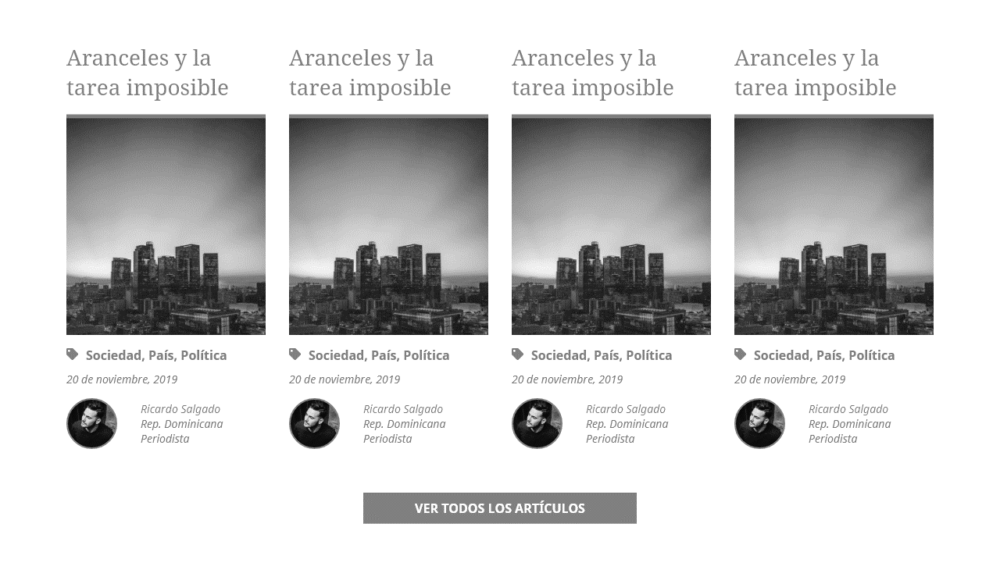 Aranceles y la
tarea imposible
Sociedad, País, Política
20 de noviembre, 2019
Ricardo Salgado
Rep. Dominicana
Periodista
Aranceles y la
tarea imposible
Sociedad, País, Política
20 de noviembre, 2019
Ricardo Salgado
Rep. Dominicana
Periodista
Aranceles y la
tarea imposible
Sociedad, País, Política
20 de noviembre, 2019
Ricardo Salgado
Rep. Dominicana
Periodista
Aranceles y la
tarea imposible
Sociedad, País, Política
20 de noviembre, 2019
Ricardo Salgado
Rep. Dominicana
Periodista
VER TODOS LOS ARTÍCULOS